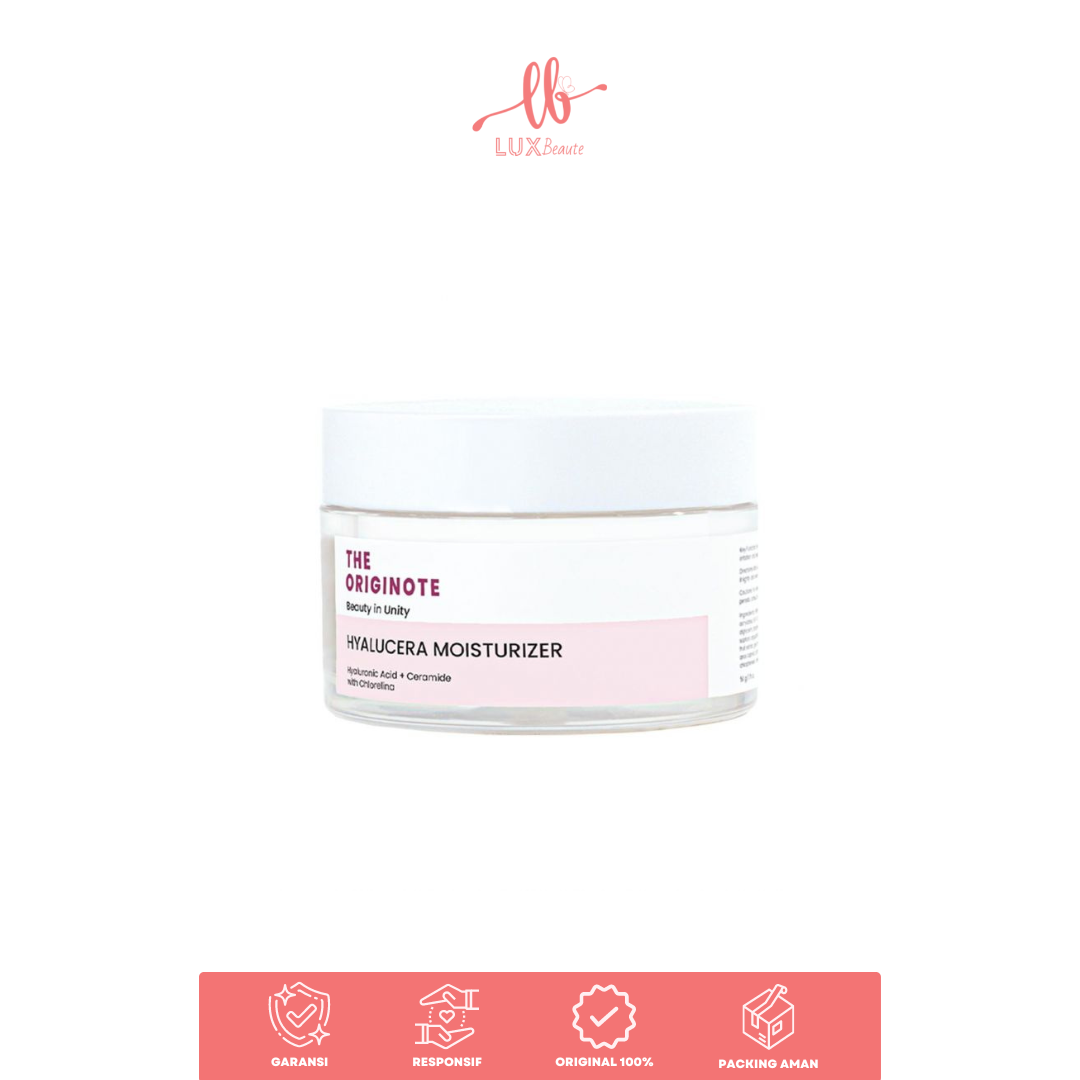 lb
LUX Beaute
THE
ORIGINOTE
Beauty in Unity
HYALUCERA MOISTURIZER
Hyaluronic Acid + Ceramide
with Chlorelina
GARANSI
RESPONSIF
ORIGINAL 100%
PACKING AMAN